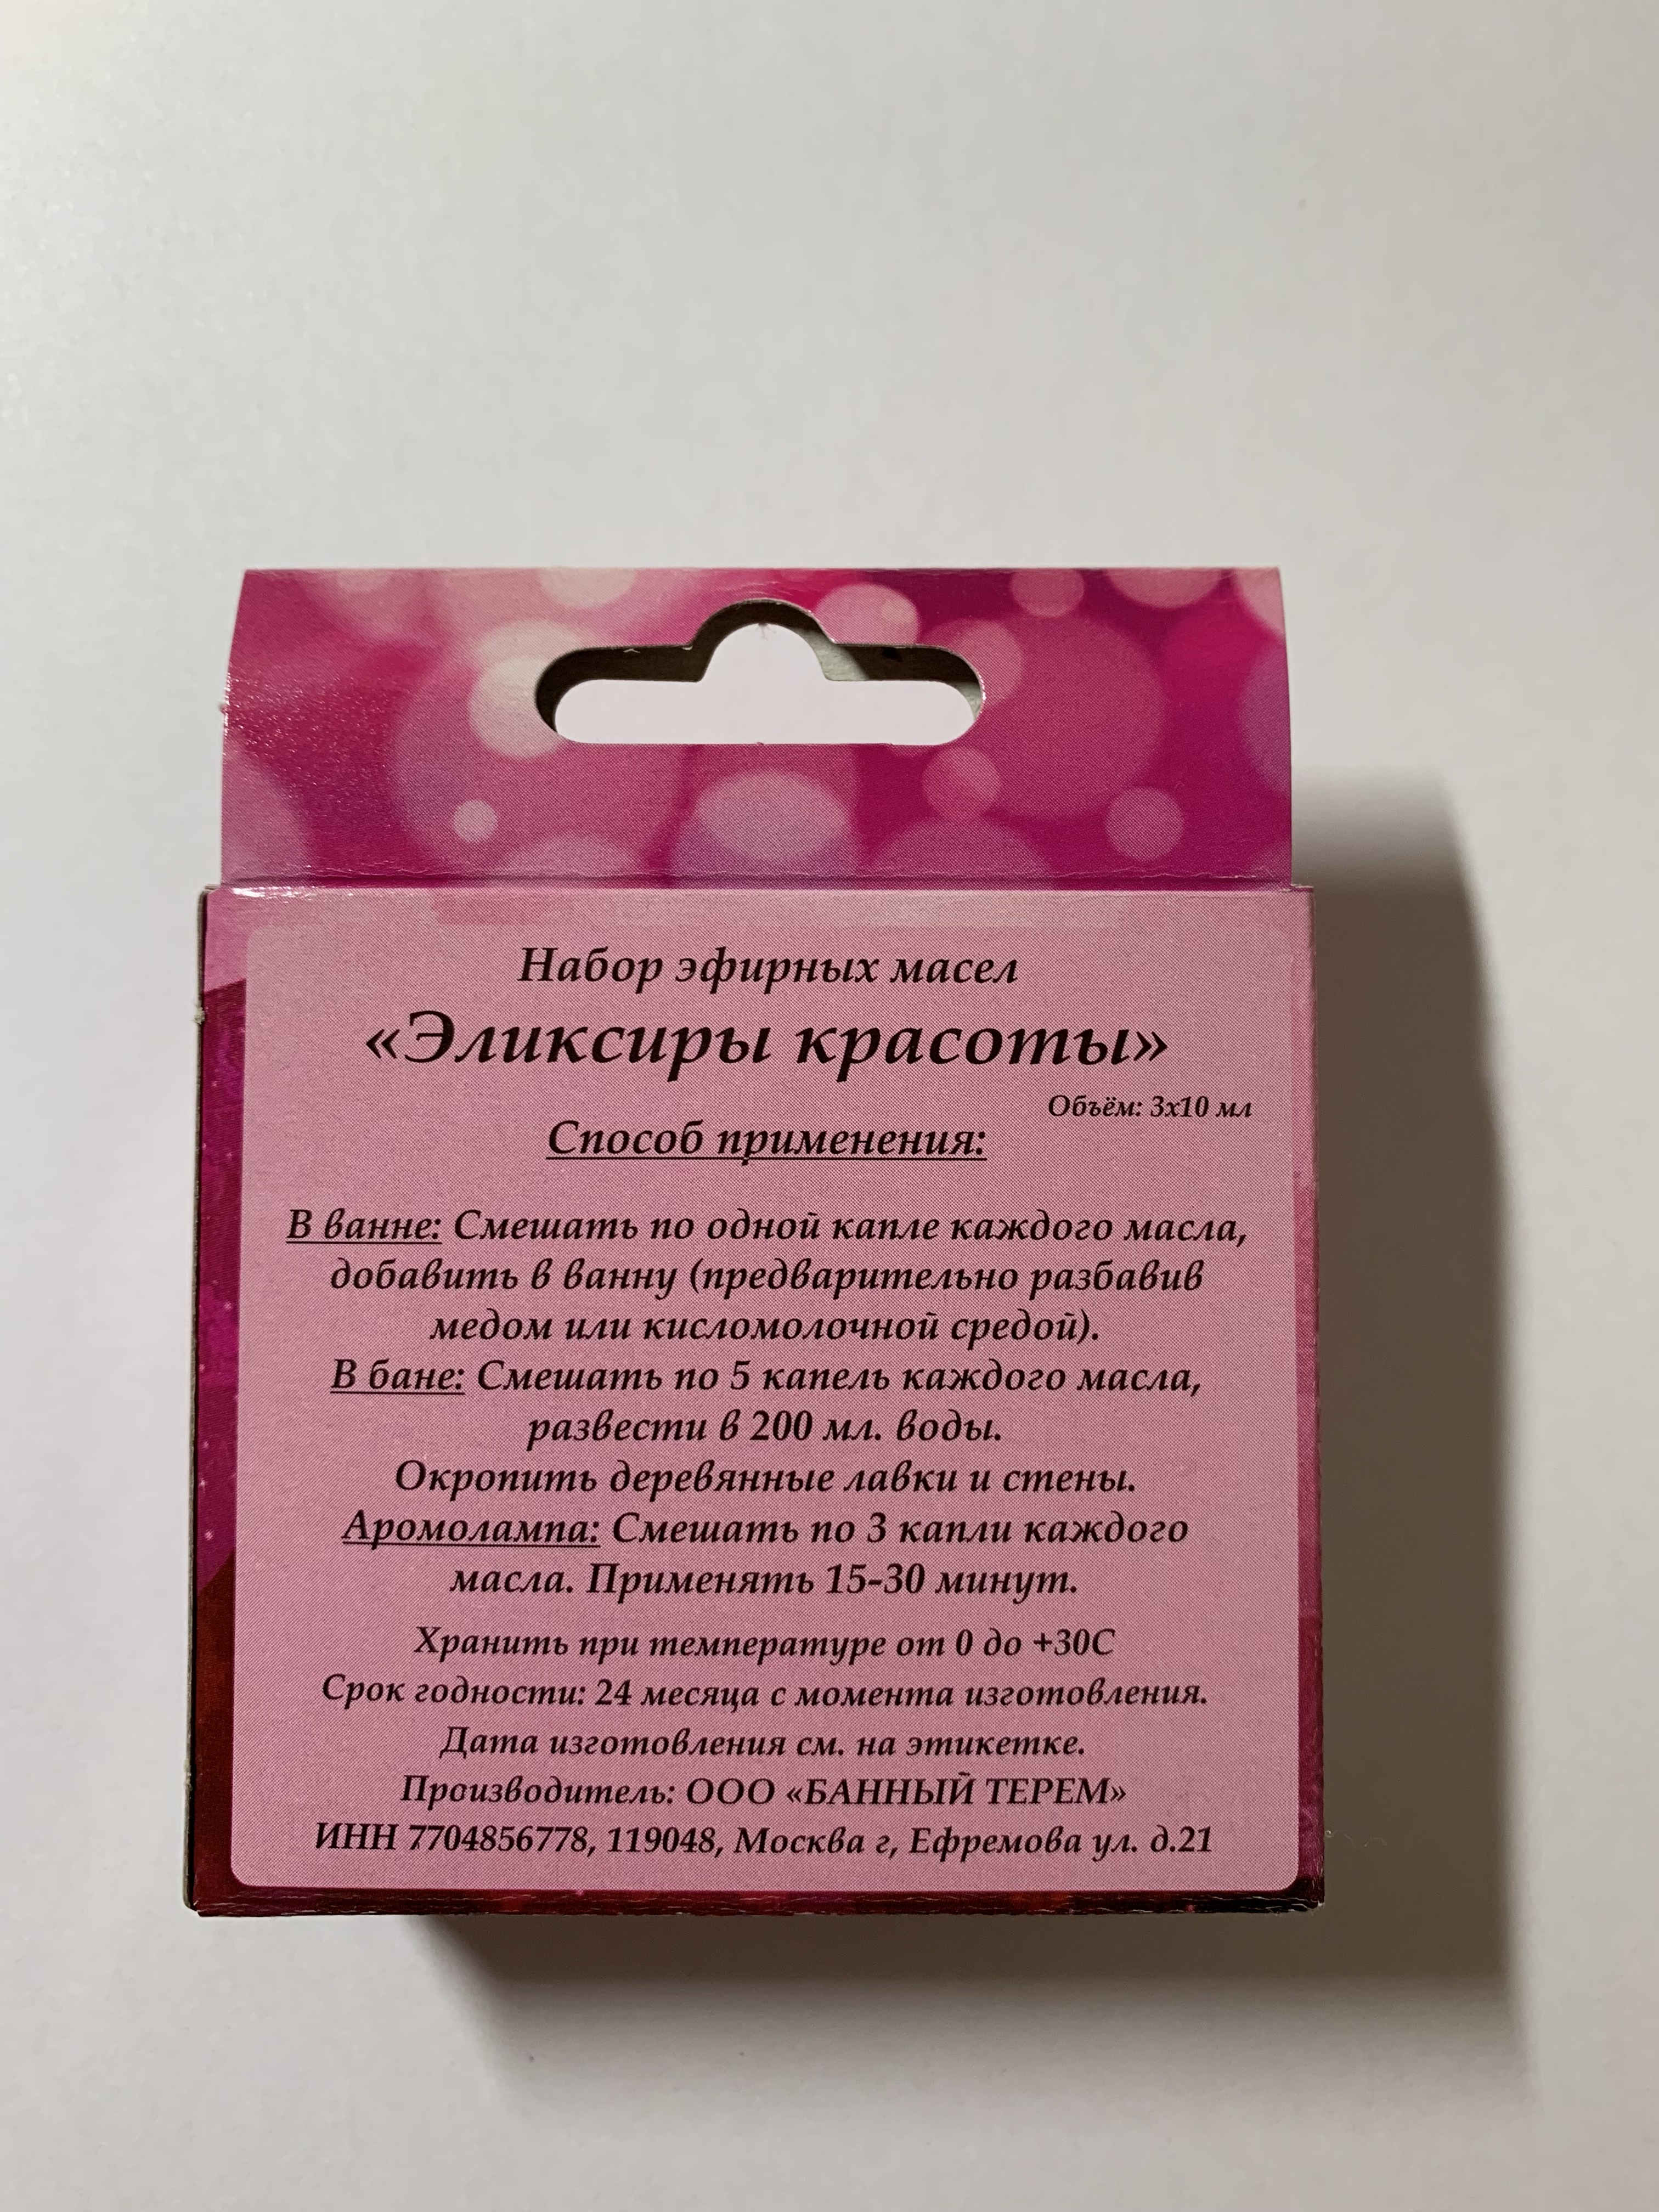 Набор эфирных масел
«Эликсиры красоты»
Объём: 3х10 мл
Способ применения:
В ванне: Смешать по одной капле каждого масла,
добавить в ванну (предварительно разбавив
медом или кисломолочной средой).
В бане: Смешать по 5 капель каждого масла,
развести в 200 мл. воды.
Окропить деревянные лавки и стены.
Аромолампа: Смешать по 3 капли каждого
масла. Применять 15-30 минут.
Хранить при температуре от 0 до +30С
Срок годности: 24 месяца с момента изготовления.
Дата изготовления см. на этикетке.
Производитель: ООО «БАННЫЙ ТЕРЕМ»
ИНН 7704856778, 119048, Москва г, Ефремова ул. д.21